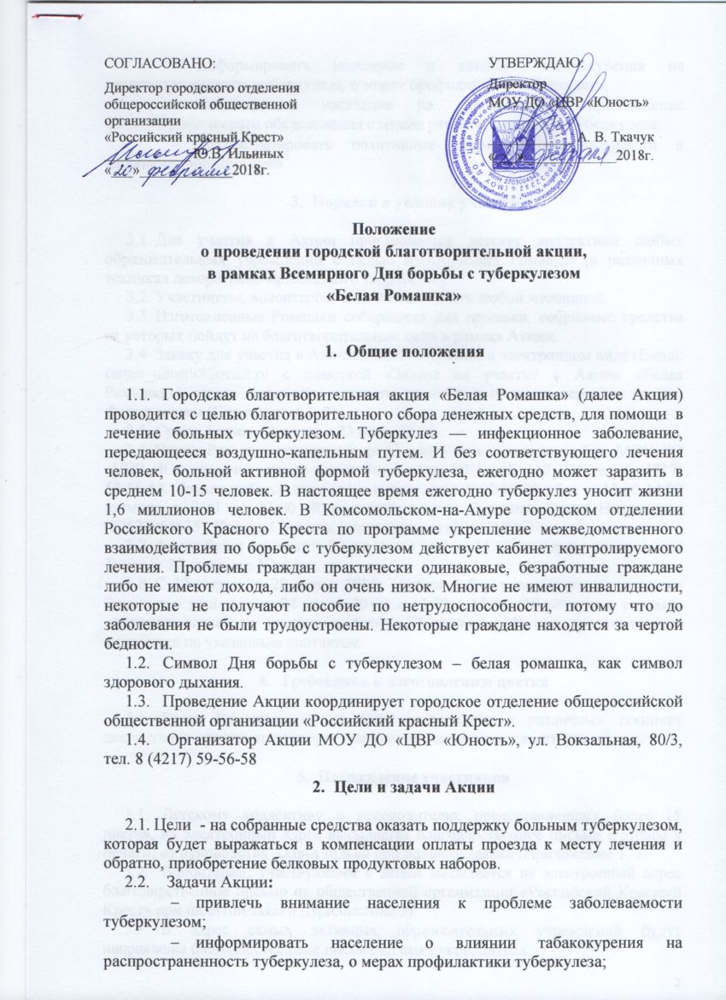 СОГЛАСОВАНО:
Директор городского отделения
общероссийской общественной
организации
«Российский красный Крест»
Ю.В. Ильиных
«20» февраля 2018г.
УТВЕРЖДАЮ:
Директор
МОУ ДО «ЦВР «Юность»
А. В. Ткачук
« » февраля 2018г.
Положение
о проведении городской благотворительной акции,
в рамках Всемирного Дня борьбы с туберкулезом
«Белая Ромашка»
1. Общие положения
1.1. Городская благотворительная акция «Белая Ромашка» (далее Акция)
проводится с целью благотворительного сбора денежных средств, для помощи в
лечение больных туберкулезом. Туберкулез — инфекционное заболевание,
передающееся воздушно-капельным путем. И без соответствующего лечения
человек, больной активной формой туберкулеза, ежегодно может заразить в
среднем 10-15 человек. В настоящее время ежегодно туберкулез уносит жизни
1,6 миллионов человек. В Комсомольском-на-Амуре городском отделении
Российского Красного Креста по программе укрепление межведомственного
взаимодействия по борьбе с туберкулезом действует кабинет контролируемого
лечения. Проблемы граждан практически одинаковые, безработные граждане
либо не имеют дохода, либо он очень низок. Многие не имеют инвалидности,
некоторые не получают пособие по нетрудоспособности, потому что до
заболевания не были трудоустроены. Некоторые граждане находятся за чертой
бедности.
1.2. Символ Дня борьбы с туберкулезом – белая ромашка, как символ
здорового дыхания.
1.3. Проведение Акции координирует городское отделение общероссийской
общественной организации «Российский красный Крест».
1.4. Организатор Акции МОУ ДО «ЦВР «Юность», ул. Вокзальная, 80/3,
тел. 8 (4217) 59-56-58
2. Цели и задачи Акции
2.1. Цели - на собранные средства оказать поддержку больным туберкулезом,
которая будет выражаться в компенсации оплаты проезда к месту лечения и
обратно, приобретение белковых продуктовых наборов.
2.2. Задачи Акции:
– привлечь внимание населения к проблеме заболеваемости
туберкулезом;
– информировать население о влиянии табакокурения на
распространенность туберкулеза, о мерах профилактики туберкулеза;
2